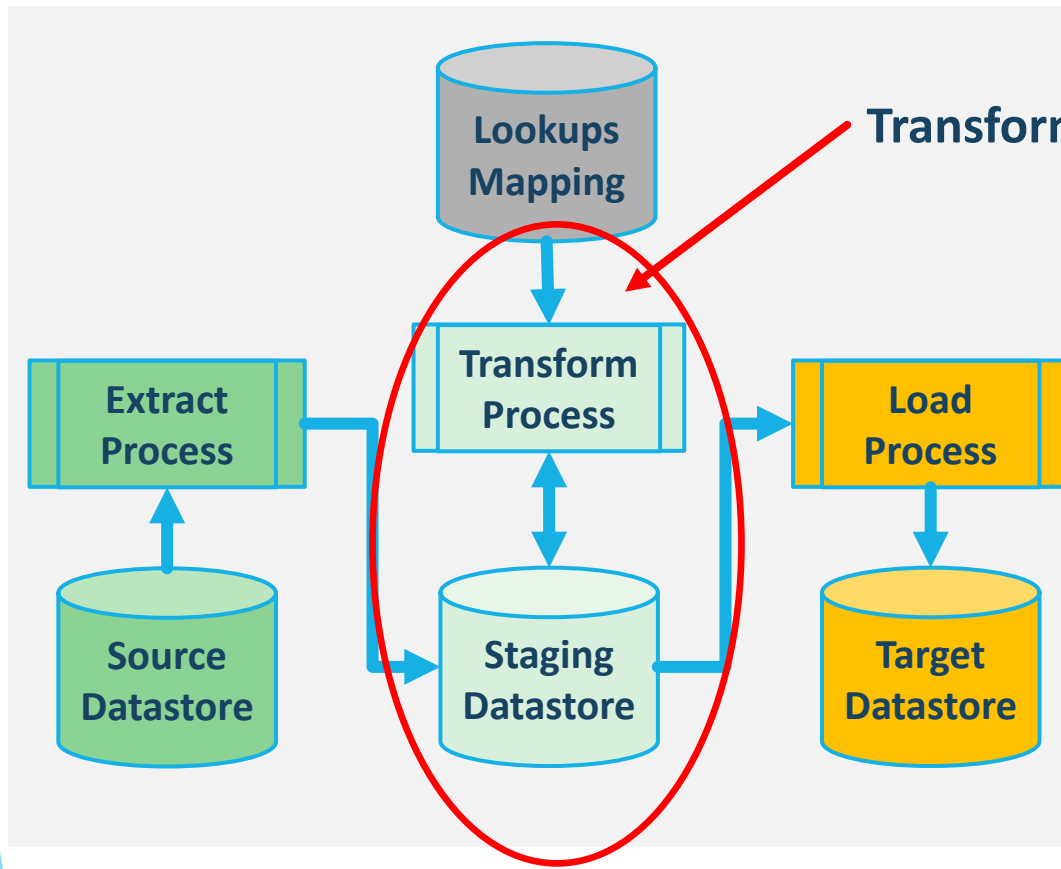 Lookups
Mapping
Transform
Transform
Process
Extract
Process
Load
Process
Source
Datastore
Staging
Datastore
Target
Datastore